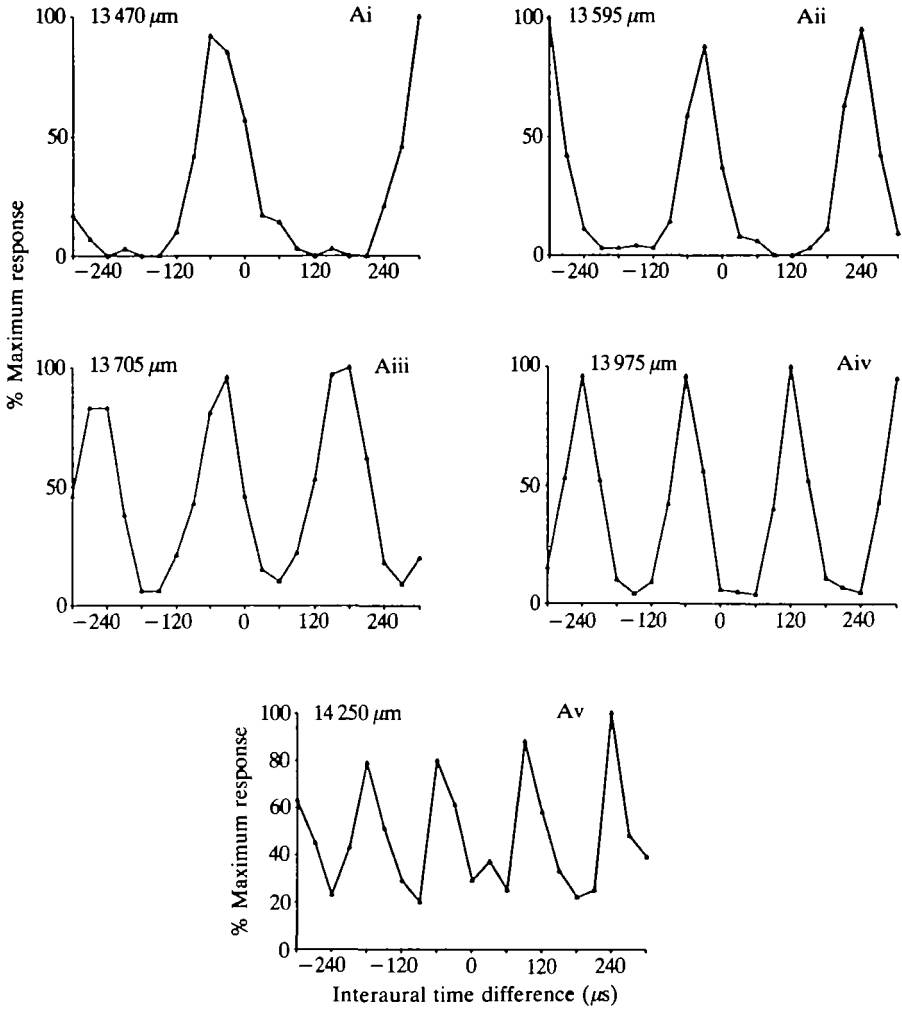 13 470 μm Ai
100
50
0
−240 −120 0 120 240
13 595 μm Aii
100
50
0
−240 −120 0 120 240
% Maximum response
13 705 μm Aiii
100
50
0
−240 −120 0 120 240
13 975 μm Aiv
100
50
0
−240 −120 0 120 240
14 250 μm Av
100
80
60
40
20
0
% Maximum response
−240 −120 0 120 240
Interaural time difference (μs)